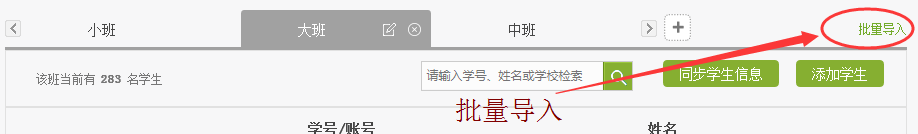 小班 大班 中班 + 批量导入
该班当前有 283 名学生 请输入学号、姓名或学校检索 同步学生信息 添加学生
批量导入
学号/账号 姓名